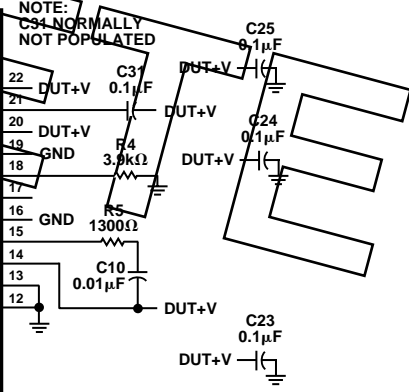 NOTE:
C31 NORMALLY
NOT POPULATED
C25
0.1μF
DUT+V
22
DUT+V
C31
0.1μF
21
DUT+V
20
DUT+V
C24
0.1μF
DUT+V
19
GND
R4
3.9kΩ
18
17
16
GND
R5
1300Ω
15
14
C10
0.01μF
13
12
DUT+V
C23
0.1μF
DUT+V
E